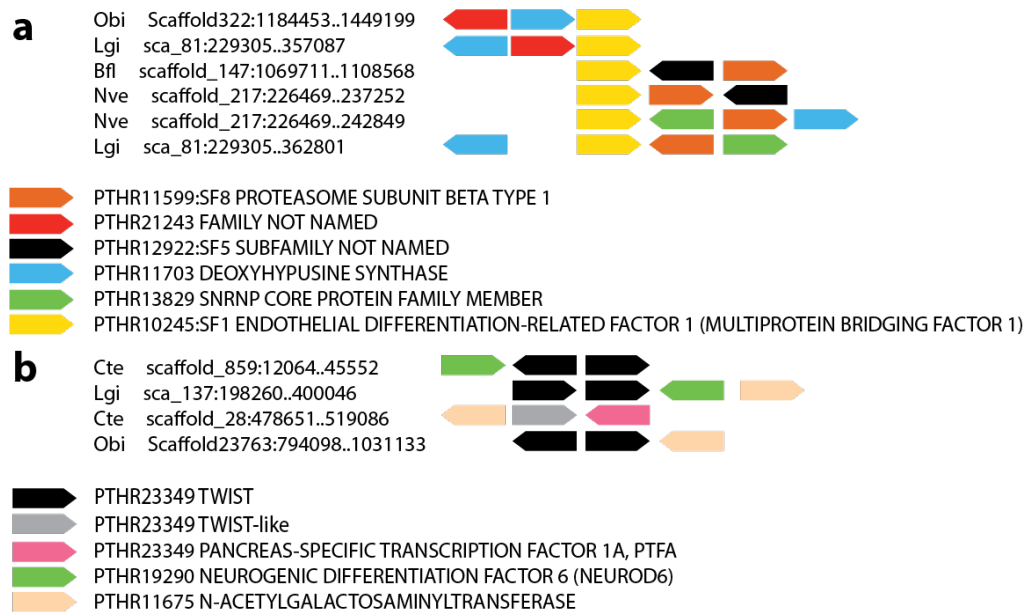 a
Obi Scaffold322:1184453..1449199
Lgi sca_81:229305..357087
Bfl scaffold_147:1069711..1108568
Nve scaffold_217:226469..237252
Nve scaffold_217:226469..242849
Lgi sca_81:229305..362801
PTHR11599:SF8 PROTEASOME SUBUNIT BETA TYPE 1
PTHR21243 FAMILY NOT NAMED
PTHR12922:SF5 SUBFAMILY NOT NAMED
PTHR11703 DEOXYHYPUSINE SYNTHASE
PTHR13829 SNRNP CORE PROTEIN FAMILY MEMBER
PTHR10245:SF1 ENDOTHELIAL DIFFERENTIATION-RELATED FACTOR 1 (MULTIPROTEIN BRIDGING FACTOR 1)
b
Cte scaffold_859:12064..45552
Lgi sca_137:198260..400046
Cte scaffold_28:478651..519086
Obi Scaffold23763:794098..1031133
PTHR23349 TWIST
PTHR23349 TWIST-like
PTHR23349 PANCREAS-SPECIFIC TRANSCRIPTION FACTOR 1A, PTFA
PTHR19290 NEUROGENIC DIFFERENTIATION FACTOR 6 (NEUROD6)
PTHR11675 N-ACETYLGALACTOSAMINYLTRANSFERASE